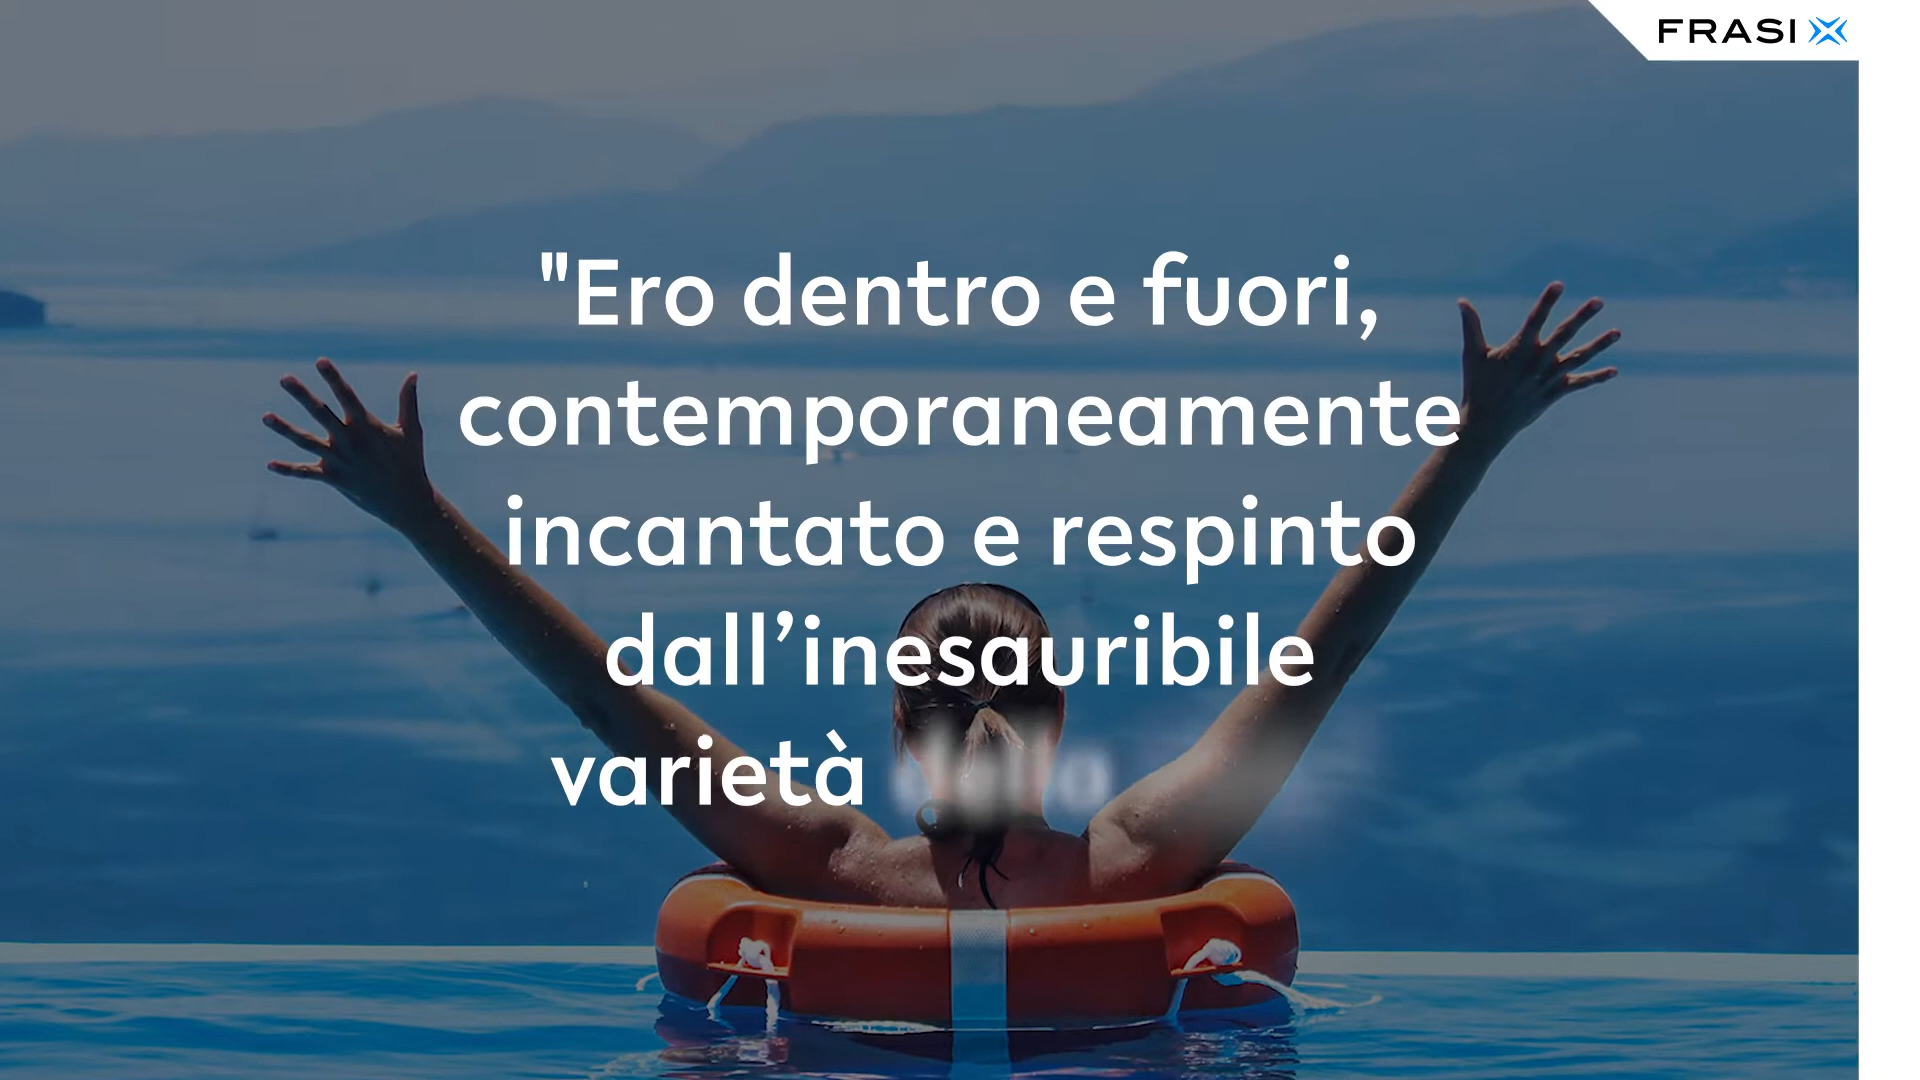 FRASI
"Ero dentro e fuori,
contemporaneamente
incantato e respinto
dall’inesauribile
varietà